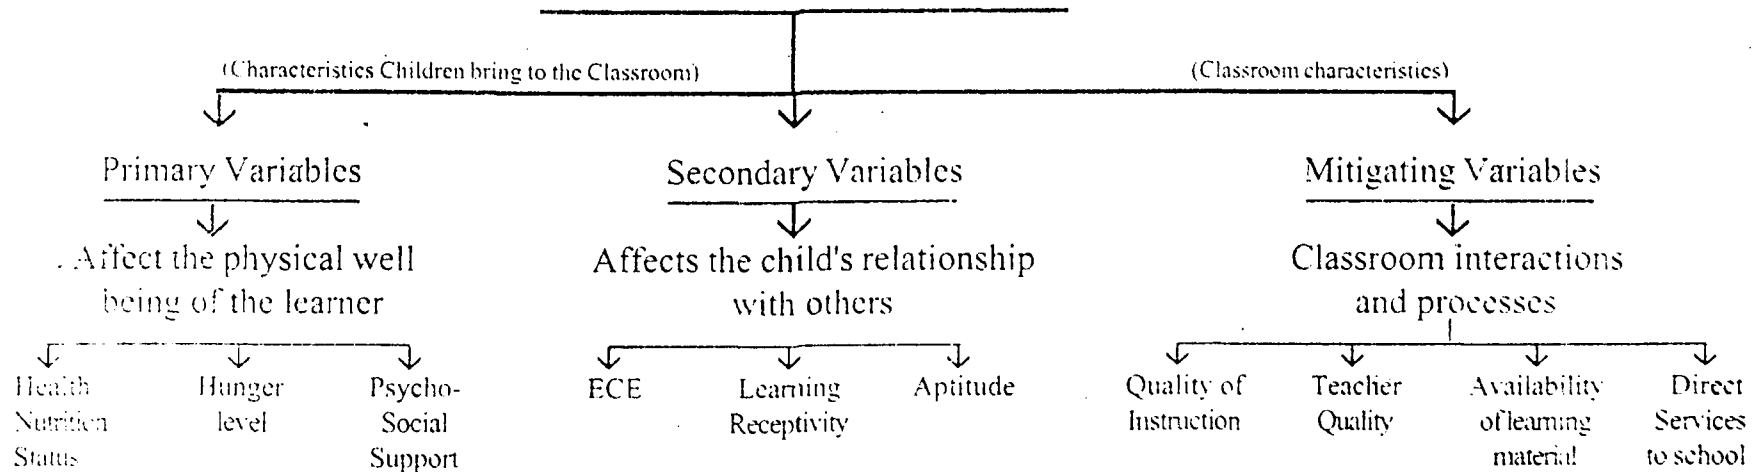 (Characteristics Children bring to the Classroom)
(Classroom characteristics)
Primary Variables
Secondary Variables
Mitigating Variables
Affect the physical well
being of the learner
Affects the child's relationship
with others
Classroom interactions
and processes
Health
Nutrition
Status
Hunger
level
Psycho-
Social
Support
ECE
Learning
Receptivity
Aptitude
Quality of
Instruction
Teacher
Quality
Availability
of learning
material
Direct
Services
to school